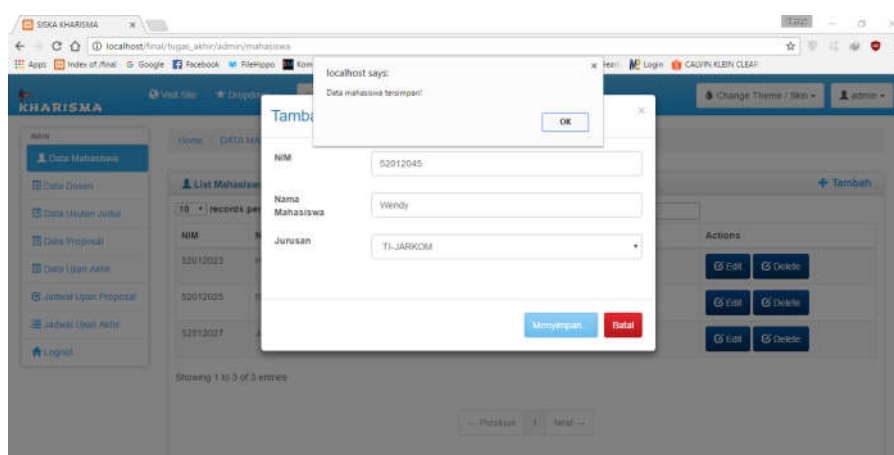 SISKA KHARISMA
localhost/final/tugas_akhir/admin/mahasiswa
Apps Index of /final Google Facebook FileHippo Login CALVIN KLEIN CLEAR
localhost says:
Data mahasiswa tersimpan!
OK
KHARISMA
Visit Site
Change Theme / Skin
admin
MAIN
Data Mahasiswa
Data Dosen
Data Usulan Judul
Data Proposal
Data Ujian Akhir
Jadwal Ujian Proposal
Jadwal Ujian Akhir
Logout
Home / DATA
List Mahasiswa
Tambah
10 records per
NIM
Actions
52012023
Edit Delete
52012025
Edit Delete
52012027
Edit Delete
Showing 1 to 3 of 3 entries
← Previous 1 Next →
NIM
52012045
Nama
Mahasiswa
Wendy
Jurusan
TI-JARKOM
Menyimpan..
Batal